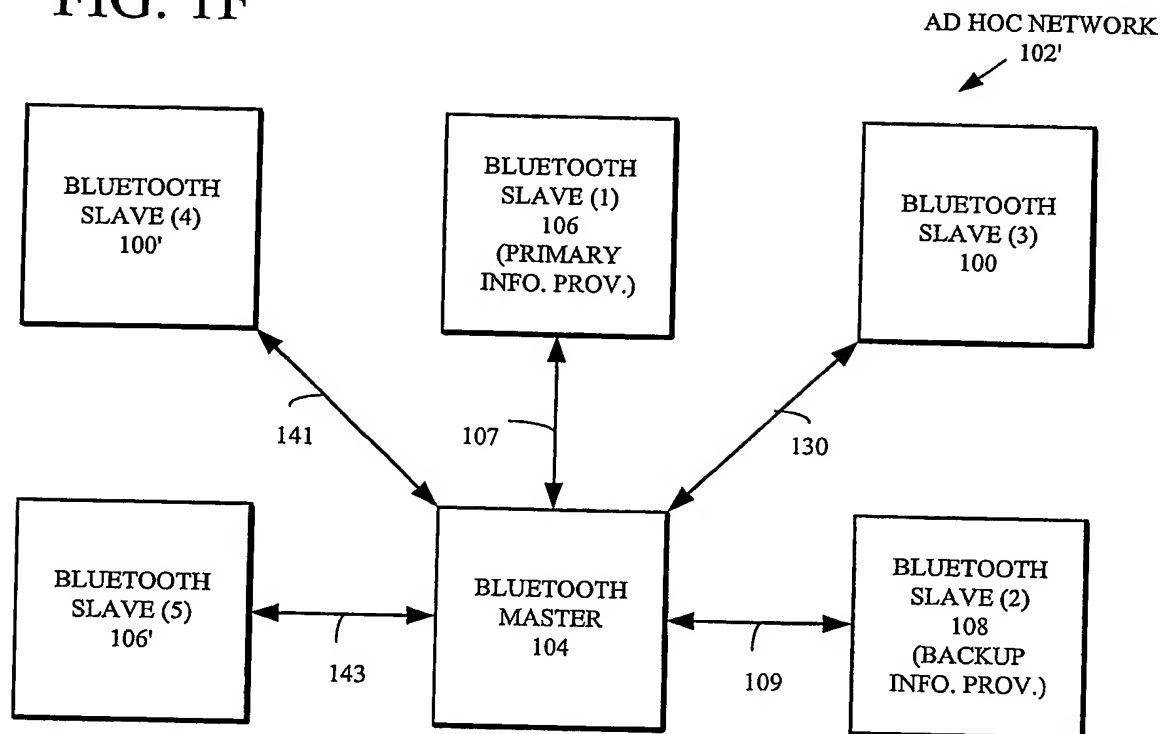 FIG. 1F
AD HOC NETWORK
102'
BLUETOOTH
SLAVE (4)
100'
BLUETOOTH
SLAVE (1)
106
(PRIMARY
INFO. PROV.)
BLUETOOTH
SLAVE (3)
100
141
107
130
BLUETOOTH
SLAVE (5)
106'
BLUETOOTH
MASTER
104
BLUETOOTH
SLAVE (2)
108
(BACKUP
INFO. PROV.)
143
109